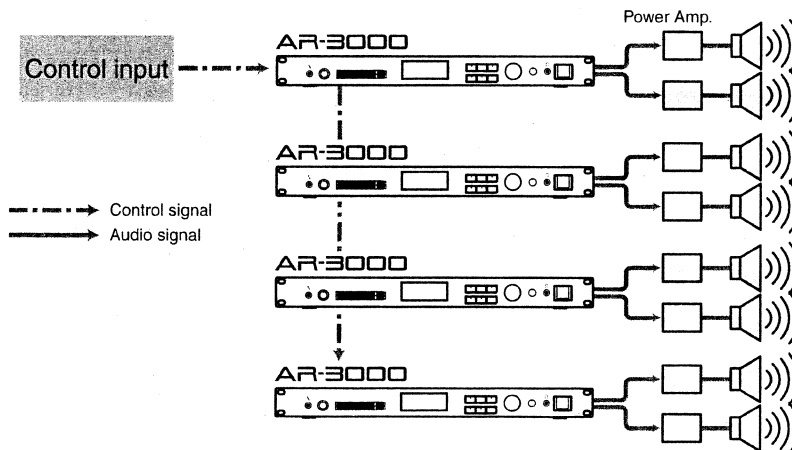 Power Amp.
AR-3000
Control input
AR-3000
Control signal
Audio signal
AR-3000
AR-3000